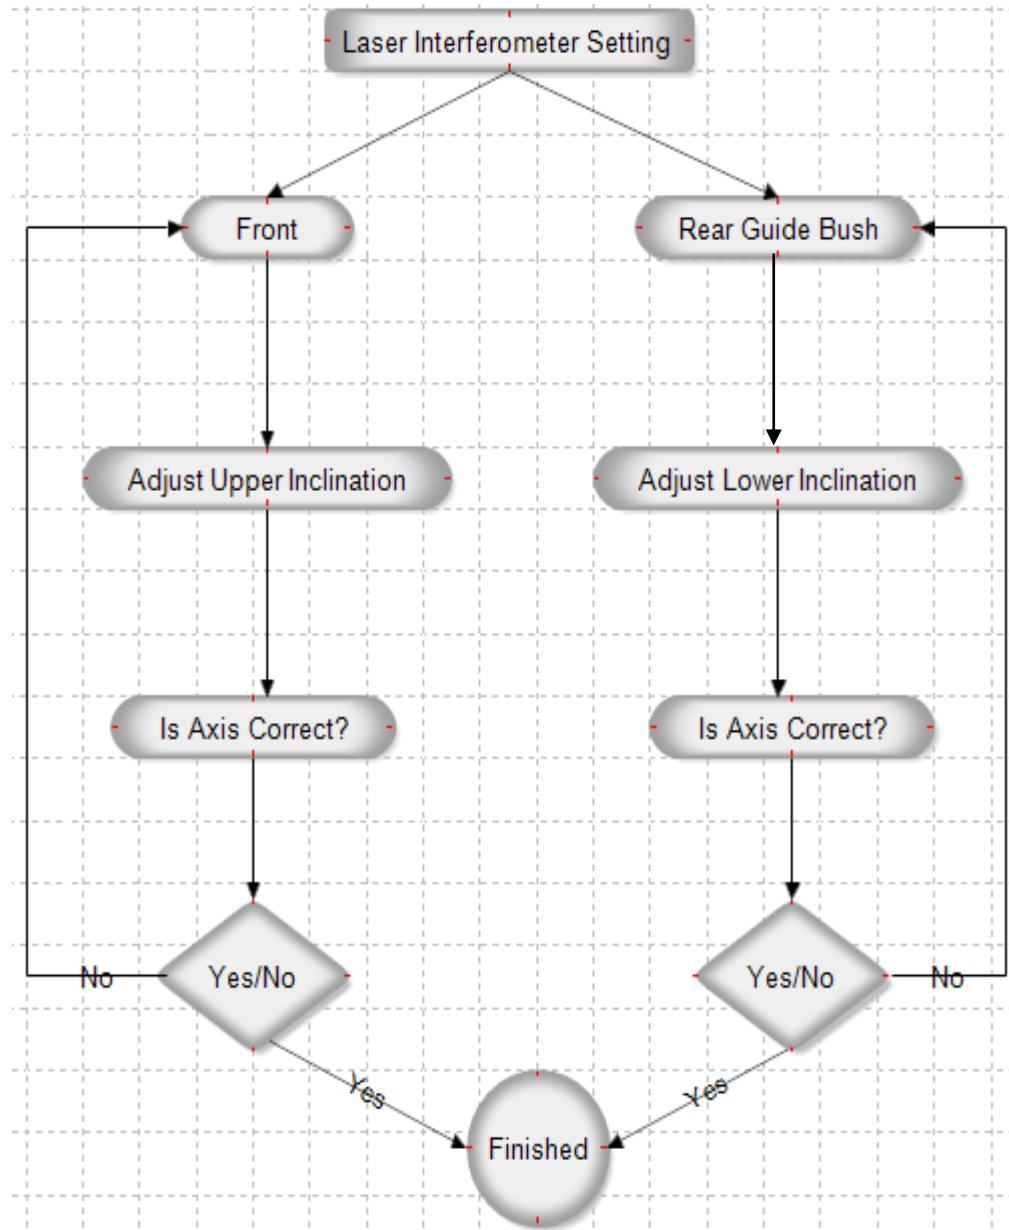 Laser Interferometer Setting
Front
Rear Guide Bush
Adjust Upper Inclination
Adjust Lower Inclination
Is Axis Correct?
Is Axis Correct?
No
Yes/No
Yes/No
No
Yes
Yes
Finished